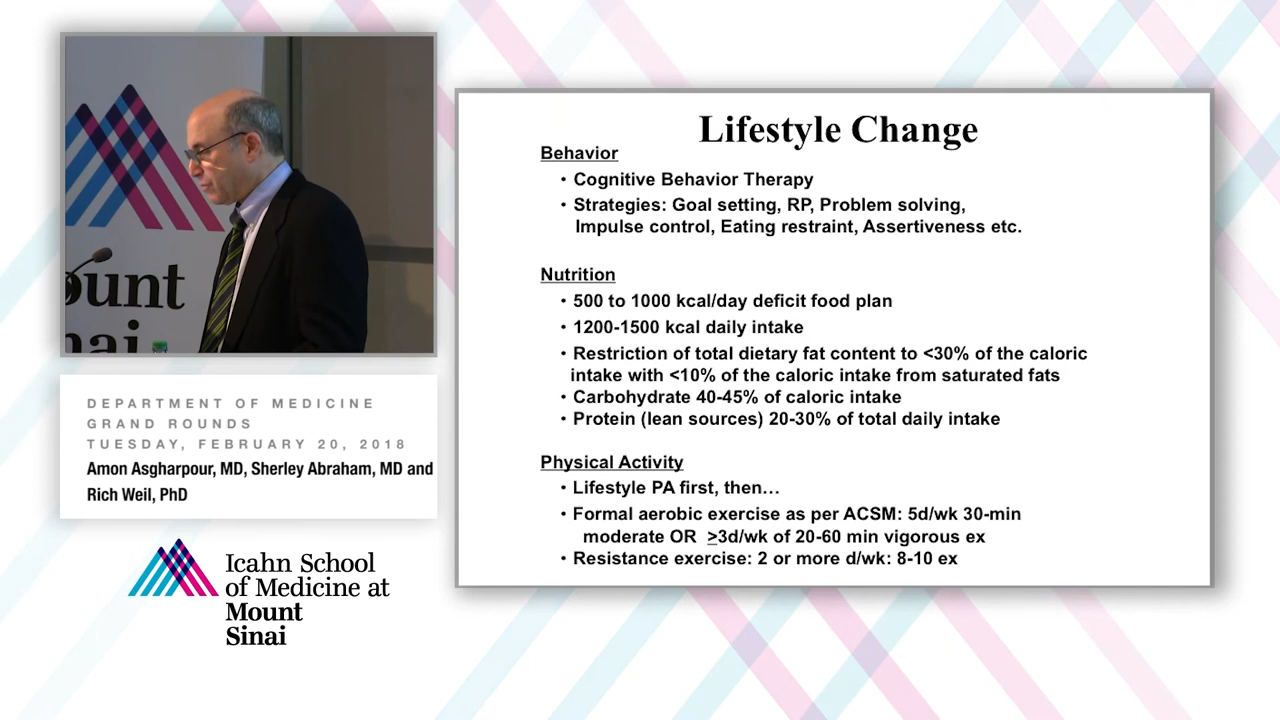 ount
inai
DEPARTMENT OF MEDICINE
GRAND ROUNDS
TUESDAY, FEBRUARY 20, 2018
Amon Asgharpour, MD, Sherley Abraham, MD and
Rich Weil, PhD
Icahn School
of Medicine at
Mount
Sinai
Lifestyle Change
Behavior
• Cognitive Behavior Therapy
• Strategies: Goal setting, RP, Problem solving,
Impulse control, Eating restraint, Assertiveness etc.
Nutrition
• 500 to 1000 kcal/day deficit food plan
• 1200-1500 kcal daily intake
• Restriction of total dietary fat content to <30% of the caloric
intake with <10% of the caloric intake from saturated fats
• Carbohydrate 40-45% of caloric intake
• Protein (lean sources) 20-30% of total daily intake
Physical Activity
• Lifestyle PA first, then…
• Formal aerobic exercise as per ACSM: 5d/wk 30-min
moderate OR ≥3d/wk of 20-60 min vigorous ex
• Resistance exercise: 2 or more d/wk: 8-10 ex